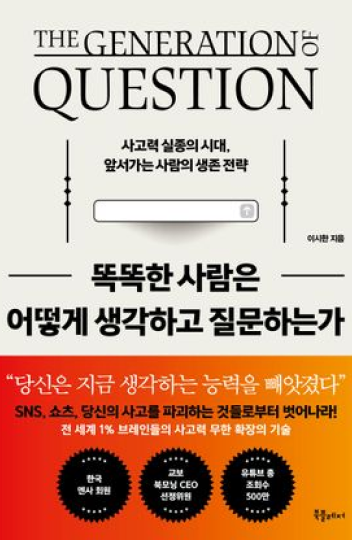 THE GENERATION OF
QUESTION
사고력 실종의 시대,
앞서가는 사람의 생존 전략
이시한 지음
똑똑한 사람은
어떻게 생각하고 질문하는가
“당신은 지금 생각하는 능력을 빼앗겼다”
SNS, 쇼츠, 당신의 사고를 파괴하는 것들로부터 벗어나라!
전 세계 1% 브레인들의 사고력 무한 확장의 기술
한국
멘사 회원
교보
북모닝 CEO
선정위원
유튜브 총
조회수
500만
북플레저